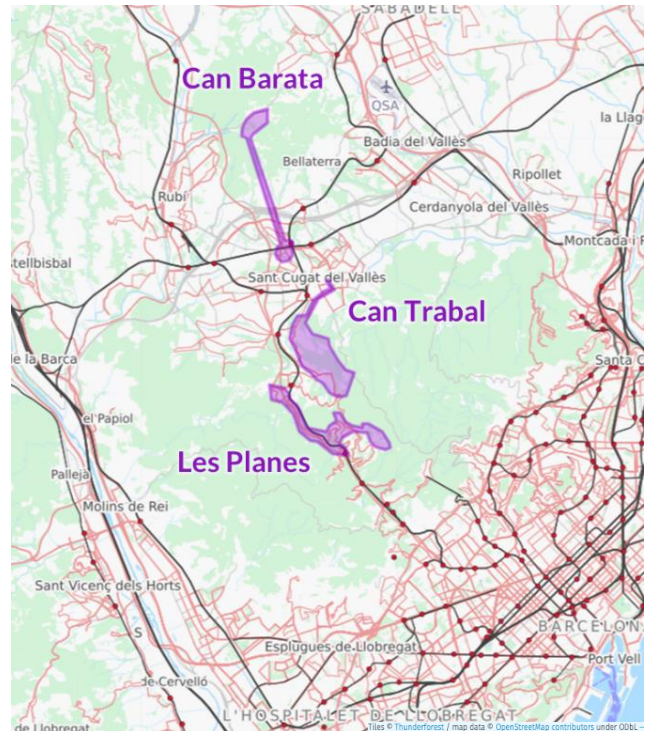 SABADELL
Can Barata
QSA
la Llag
Badia del Vallès
Bellaterra
Ripollet
Rubí
Cerdanyola del Vallès
Montcada i R
stellbisbal
Sant Cugat del Vallès
Can Trabal
de la Barca
Santa C
el Papiol
Les Planes
Pallejà
Molins de Rei
Sant Vicenç dels Horts
BARCELON
S
Esplugues de Llobregat
Port Vell
de Cervelló
L'HOSPITALET DE LLOBREGAT
de Llobregat
Tiles © Thunderforest / map data © OpenStreetMap contributors under ODbL –